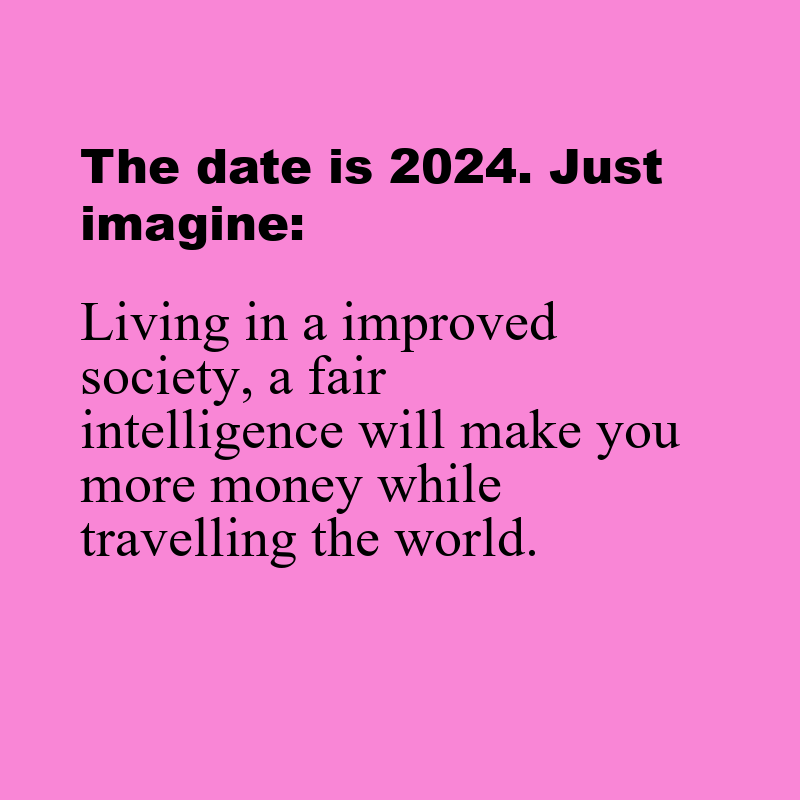 The date is 2024. Just
imagine:
Living in a improved
society, a fair
intelligence will make you
more money while
travelling the world.